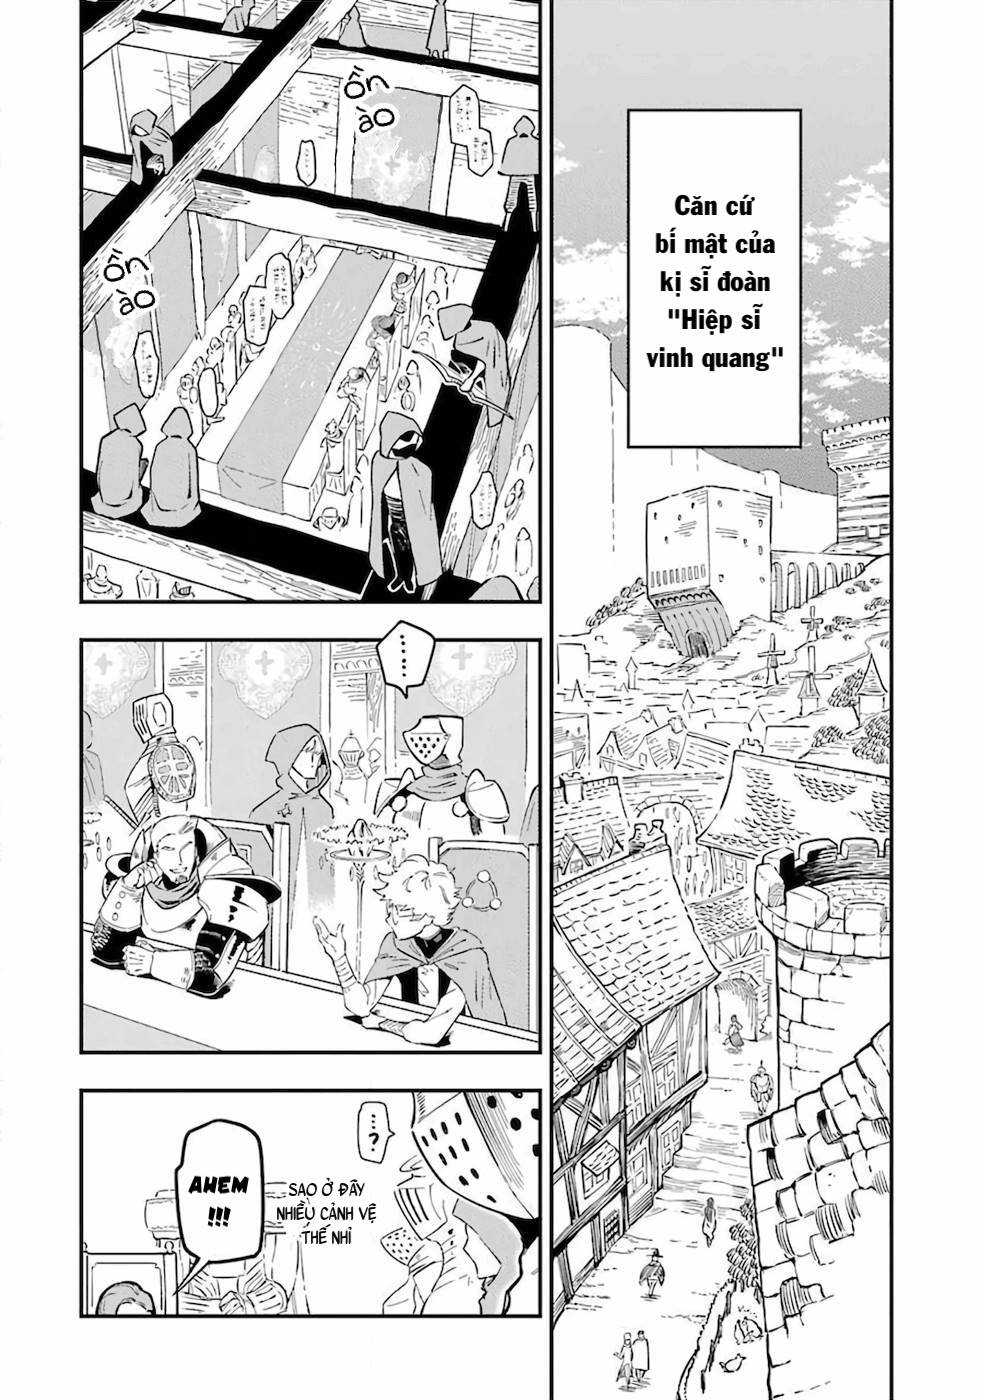 Căn cứ
bí mật của
kị sĩ đoàn
"Hiệp sĩ
vinh quang"
Ồn
ào
Ồn
ào
......
...?
SAO Ở ĐÂY
NHIỀU CẢNH VỆ
THẾ NHỈ
AHEM
!!!